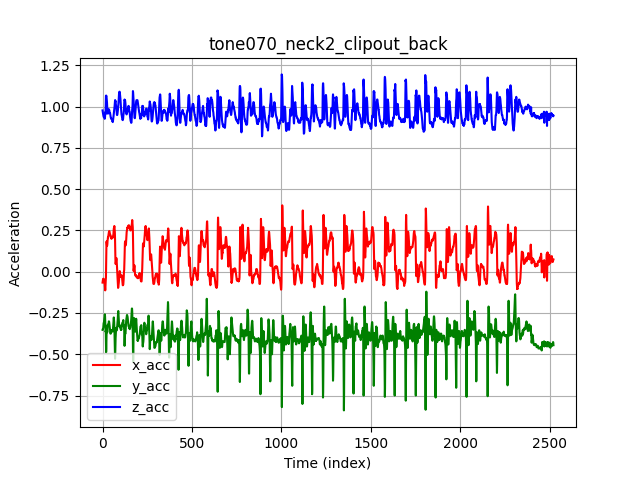 tone070_neck2_clipout_back
1.25
1.00
0.75
0.50
0.25
0.00
−0.25
−0.50
−0.75
Acceleration
x_acc
y_acc
z_acc
0 500 1000 1500 2000 2500
Time (index)